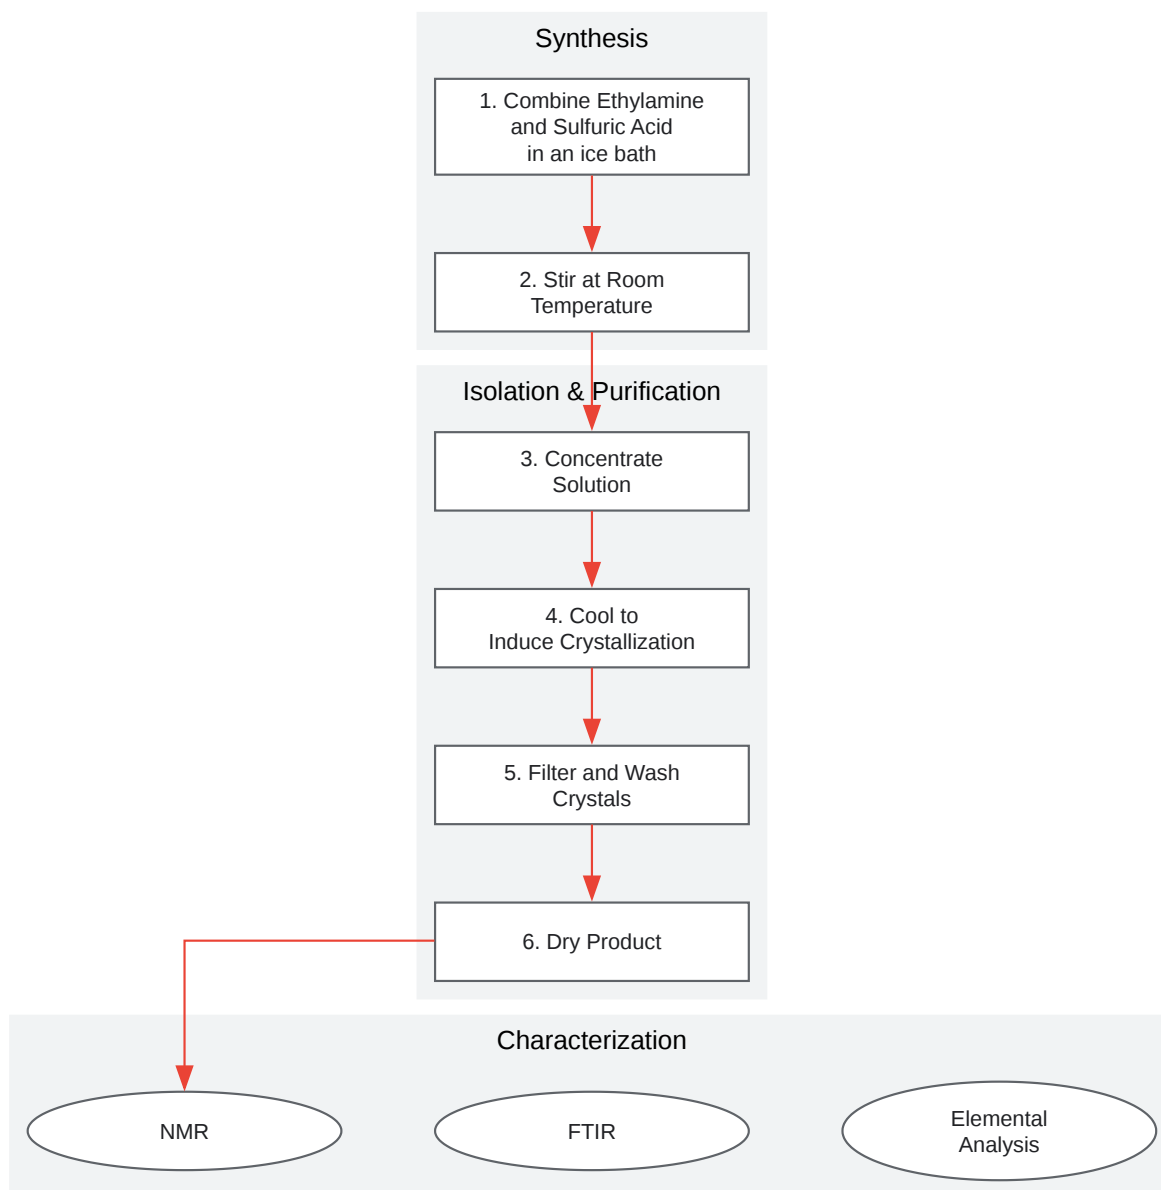 Synthesis
1. Combine Ethylamine
and Sulfuric Acid
in an ice bath
2. Stir at Room
Temperature
Isolation & Purification
3. Concentrate
Solution
4. Cool to
Induce Crystallization
5. Filter and Wash
Crystals
6. Dry Product
Characterization
NMR
FTIR
Elemental
Analysis